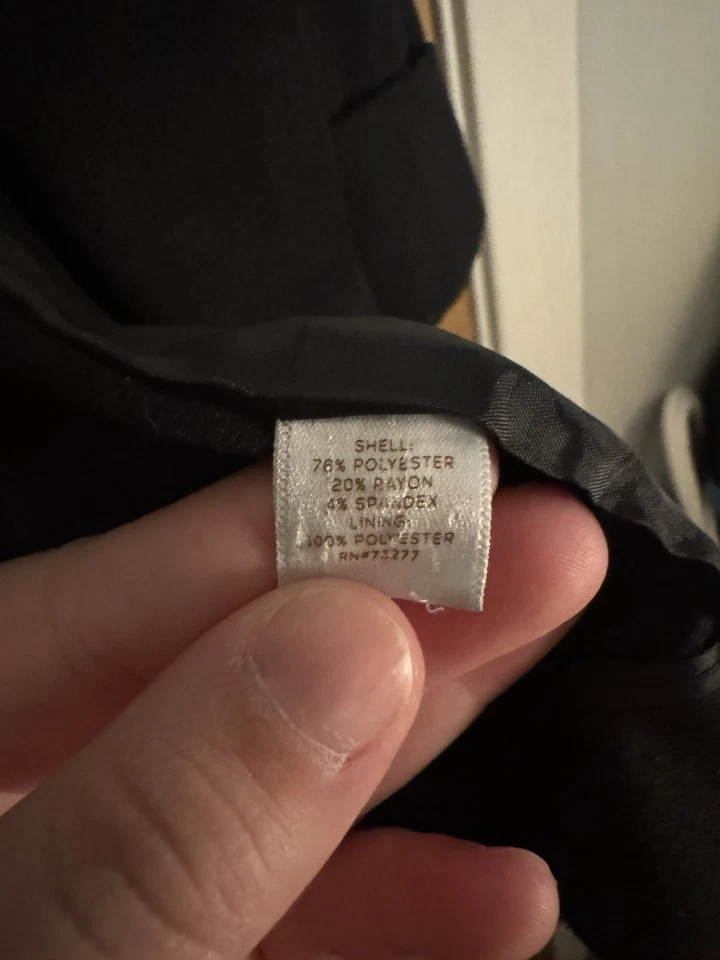 SHELL:
76% POLYESTER
20% RAYON
4% SPANDEX
LINING:
100% POLYESTER
RN#73277